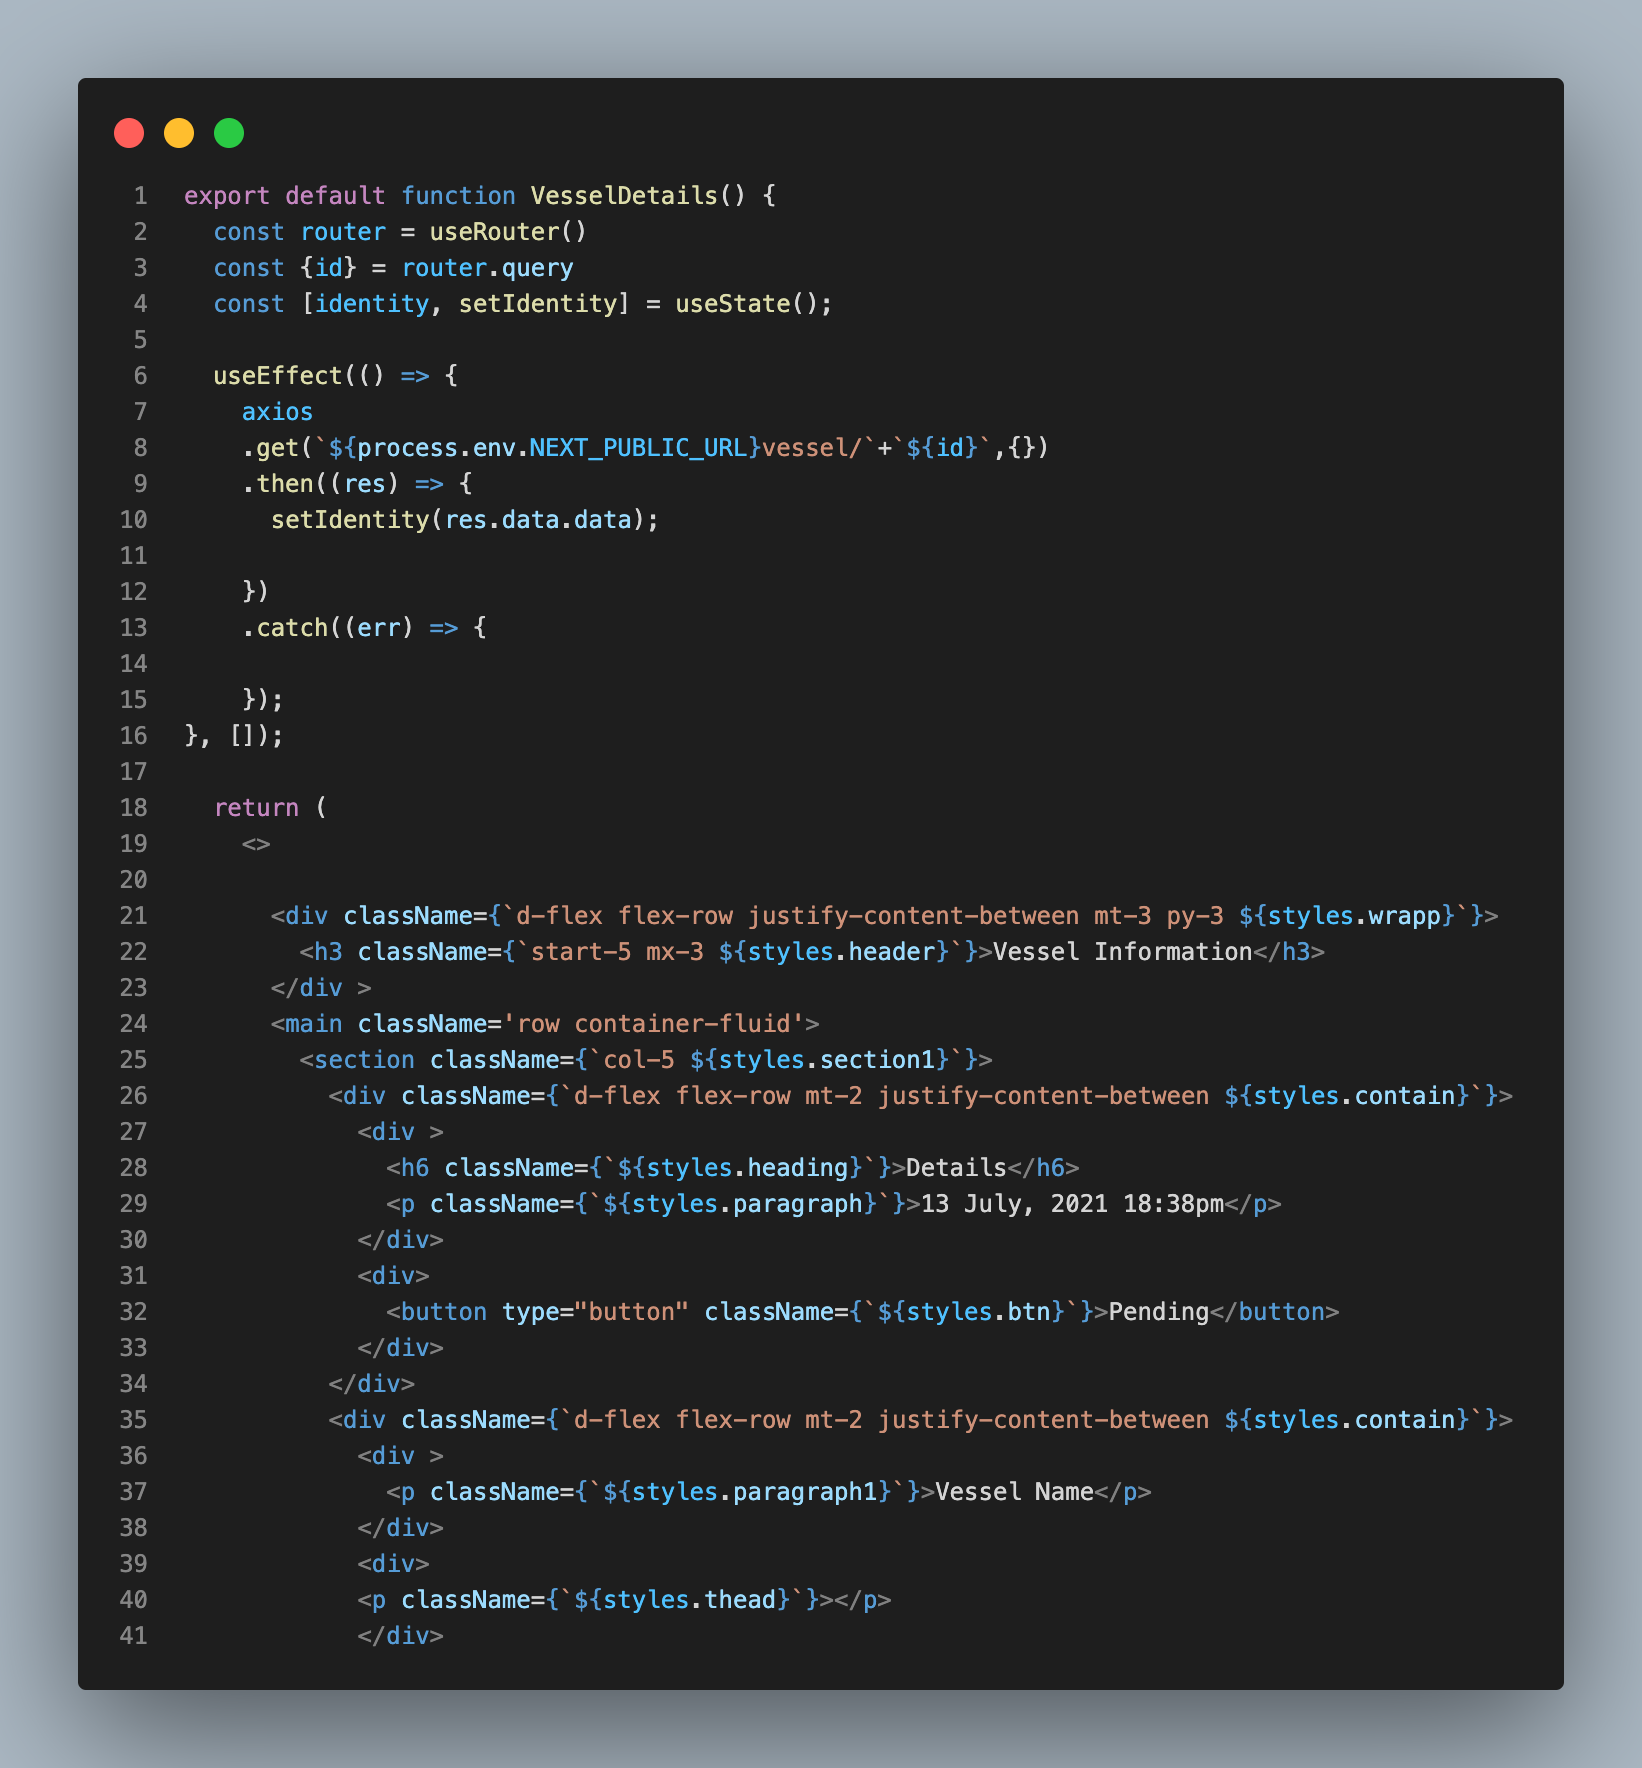 1 export default function VesselDetails() {
2   const router = useRouter()
3   const {id} = router.query
4   const [identity, setIdentity] = useState();
5
6   useEffect(() => {
7     axios
8     .get(`${process.env.NEXT_PUBLIC_URL}vessel/`+`${id}`,{})
9     .then((res) => {
10       setIdentity(res.data.data);
11
12     })
13     .catch((err) => {
14
15     });
16 }, []);
17
18   return (
19     <>
20
21       <div className={`d-flex flex-row justify-content-between mt-3 py-3 ${styles.wrapp}`}>
22         <h3 className={`start-5 mx-3 ${styles.header}`}>Vessel Information</h3>
23       </div >
24       <main className='row container-fluid'>
25         <section className={`col-5 ${styles.section1}`}>
26           <div className={`d-flex flex-row mt-2 justify-content-between ${styles.contain}`}>
27             <div >
28               <h6 className={`${styles.heading}`}>Details</h6>
29               <p className={`${styles.paragraph}`}>13 July, 2021 18:38pm</p>
30             </div>
31             <div>
32               <button type="button" className={`${styles.btn}`}>Pending</button>
33             </div>
34           </div>
35           <div className={`d-flex flex-row mt-2 justify-content-between ${styles.contain}`}>
36             <div >
37               <p className={`${styles.paragraph1}`}>Vessel Name</p>
38             </div>
39             <div>
40             <p className={`${styles.thead}`}></p>
41             </div>